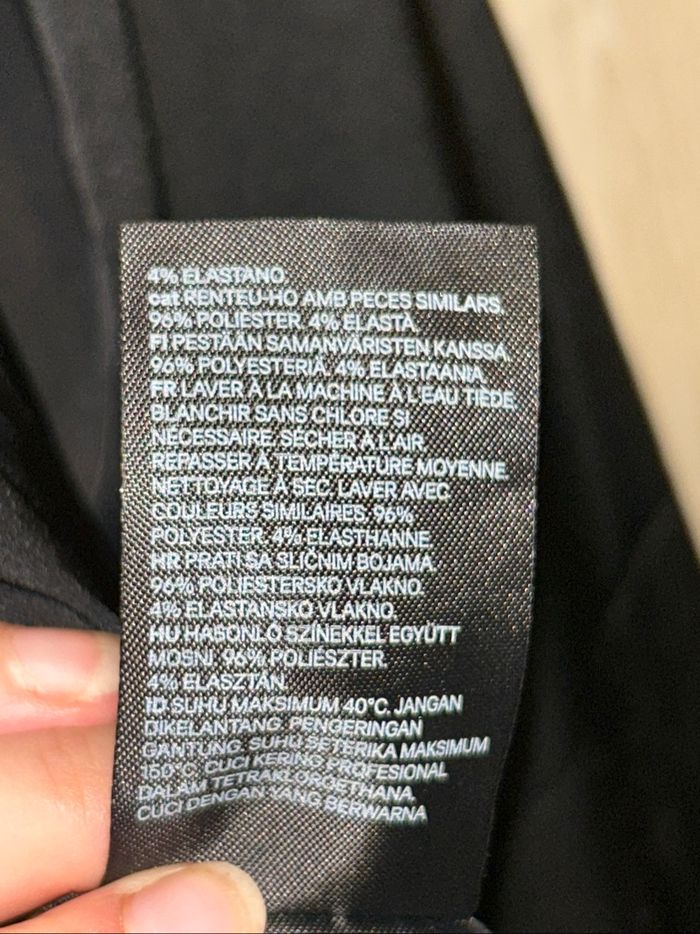 4% ELASTANO.
cat RENTEU-HO AMB PECES SIMILARS.
96% POLIESTER. 4% ELASTÀ.
FI PESTÄÄN SAMANVÄRISTEN KANSSA.
96% POLYESTERIÄ. 4% ELASTAANIA.
FR LAVER À LA MACHINE À L'EAU TIÈDE.
BLANCHIR SANS CHLORE SI
NÉCESSAIRE. SÉCHER À L'AIR.
REPASSER À TEMPÉRATURE MOYENNE.
NETTOYAGE À SEC. LAVER AVEC
COULEURS SIMILAIRES. 96%
POLYESTER. 4% ÉLASTHANNE.
HR PRATI SA SLIČNIM BOJAMA.
96% POLIESTERSKO VLAKNO.
4% ELASTANSKO VLAKNO.
HU HASONLÓ SZÍNEKKEL EGYÜTT
MOSNI. 96% POLIÉSZTER.
4% ELASZTÁN.
ID SUHU MAKSIMUM 40°C. JANGAN
DIKELANTANG. PENGERINGAN
GANTUNG. SUHU SETERIKA MAKSIMUM
150°C. CUCI KERING PROFESIONAL
DALAM TETRAKLOROETHANA.
CUCI DENGAN YANG BERWARNA